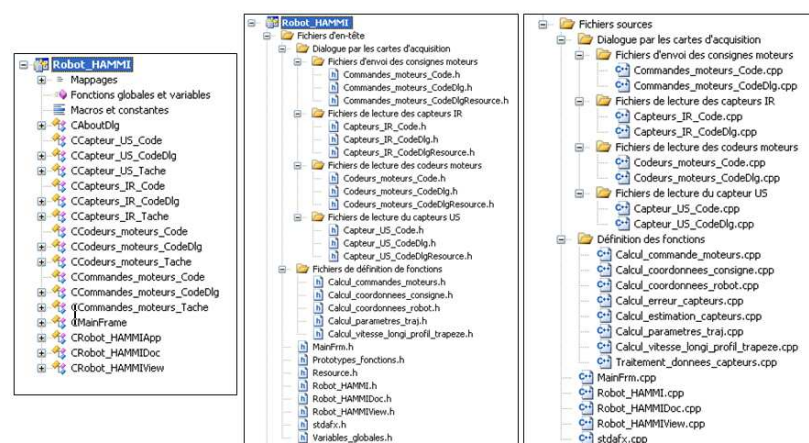 Robot_HAMMI
Mappages
Fonctions globales et variables
Macros et constantes
CAboutDlg
CCapteur_US_Code
CCapteur_US_CodeDlg
CCapteur_US_Tache
CCapteurs_IR_Code
CCapteurs_IR_CodeDlg
CCapteurs_IR_Tache
CCodeurs_moteurs_Code
CCodeurs_moteurs_CodeDlg
CCodeurs_moteurs_Tache
CCommandes_moteurs_Code
CCommandes_moteurs_CodeDlg
CCommandes_moteurs_Tache
CMainFrame
CRobot_HAMMIApp
CRobot_HAMMIDoc
CRobot_HAMMIView
Robot_HAMMI
Fichiers d'en-tête
Dialogue par les cartes d'acquisition
Fichiers d'envoi des consignes moteurs
Commandes_moteurs_Code.h
Commandes_moteurs_CodeDlg.h
Commandes_moteurs_CodeDlgResource.h
Fichiers de lecture des capteurs IR
Capteurs_IR_Code.h
Capteurs_IR_CodeDlg.h
Capteurs_IR_CodeDlgResource.h
Fichiers de lecture des codeurs moteurs
Codeurs_moteurs_Code.h
Codeurs_moteurs_CodeDlg.h
Codeurs_moteurs_CodeDlgResource.h
Fichiers de lecture du capteurs US
Capteur_US_Code.h
Capteur_US_CodeDlg.h
Capteur_US_CodeDlgResource.h
Fichiers de définition de fonctions
Calcul_commandes_moteurs.h
Calcul_coordonnees_consigne.h
Calcul_coordonnees_robot.h
Calcul_parametres_traj.h
Calcul_vitesse_longi_profil_trapeze.h
MainFrm.h
Prototypes_fonctions.h
Resource.h
Robot_HAMMI.h
Robot_HAMMIDoc.h
Robot_HAMMIView.h
stdafx.h
Variables_globales.h
Fichiers sources
Dialogue par les cartes d'acquisition
Fichiers d'envoi des consignes moteurs
Commandes_moteurs_Code.cpp
Commandes_moteurs_CodeDlg.cpp
Fichiers de lecture des capteurs IR
Capteurs_IR_Code.cpp
Capteurs_IR_CodeDlg.cpp
Fichiers de lecture des codeurs moteurs
Codeurs_moteurs_Code.cpp
Codeurs_moteurs_CodeDlg.cpp
Fichiers de lecture du capteur US
Capteur_US_Code.cpp
Capteur_US_CodeDlg.cpp
Définition des fonctions
Calcul_commande_moteurs.cpp
Calcul_coordonnees_consigne.cpp
Calcul_coordonnees_robot.cpp
Calcul_erreur_capteurs.cpp
Calcul_estimation_capteurs.cpp
Calcul_parametres_traj.cpp
Calcul_vitesse_longi_profil_trapeze.cpp
Traitement_donnees_capteurs.cpp
MainFrm.cpp
Robot_HAMMI.cpp
Robot_HAMMIDoc.cpp
Robot_HAMMIView.cpp
stdafx.cpp